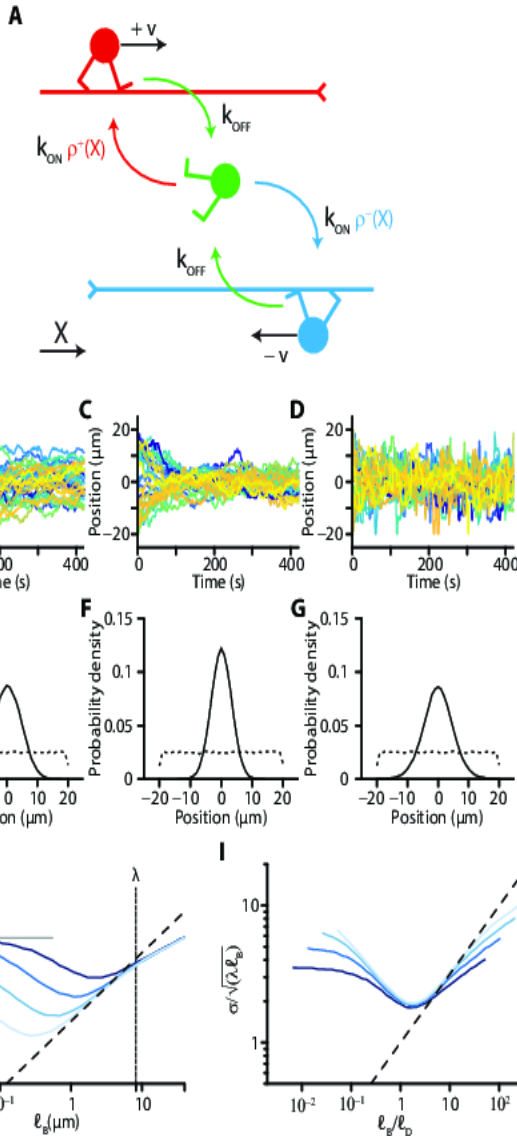 A
+ v
k_OFF
k_ON ρ⁺(X)
k_ON ρ⁻(X)
k_OFF
X
− v
C
D
20
0
−20
Position (μm)
20
0
−20
Position (μm)
200
400
0
200
400
0
200
400
Time (s)
Time (s)
F
G
0.15
0.1
0.05
0
Probability density
0.15
0.1
0.05
0
Probability density
0
10
20
−20
−10
0
10
20
−20
−10
0
10
20
Position (μm)
Position (μm)
I
λ
10
1
σ/√(λℓ_B)
1
10
10⁻²
10⁻¹
1
10
10²
ℓ_B(μm)
ℓ_B/ℓ_D